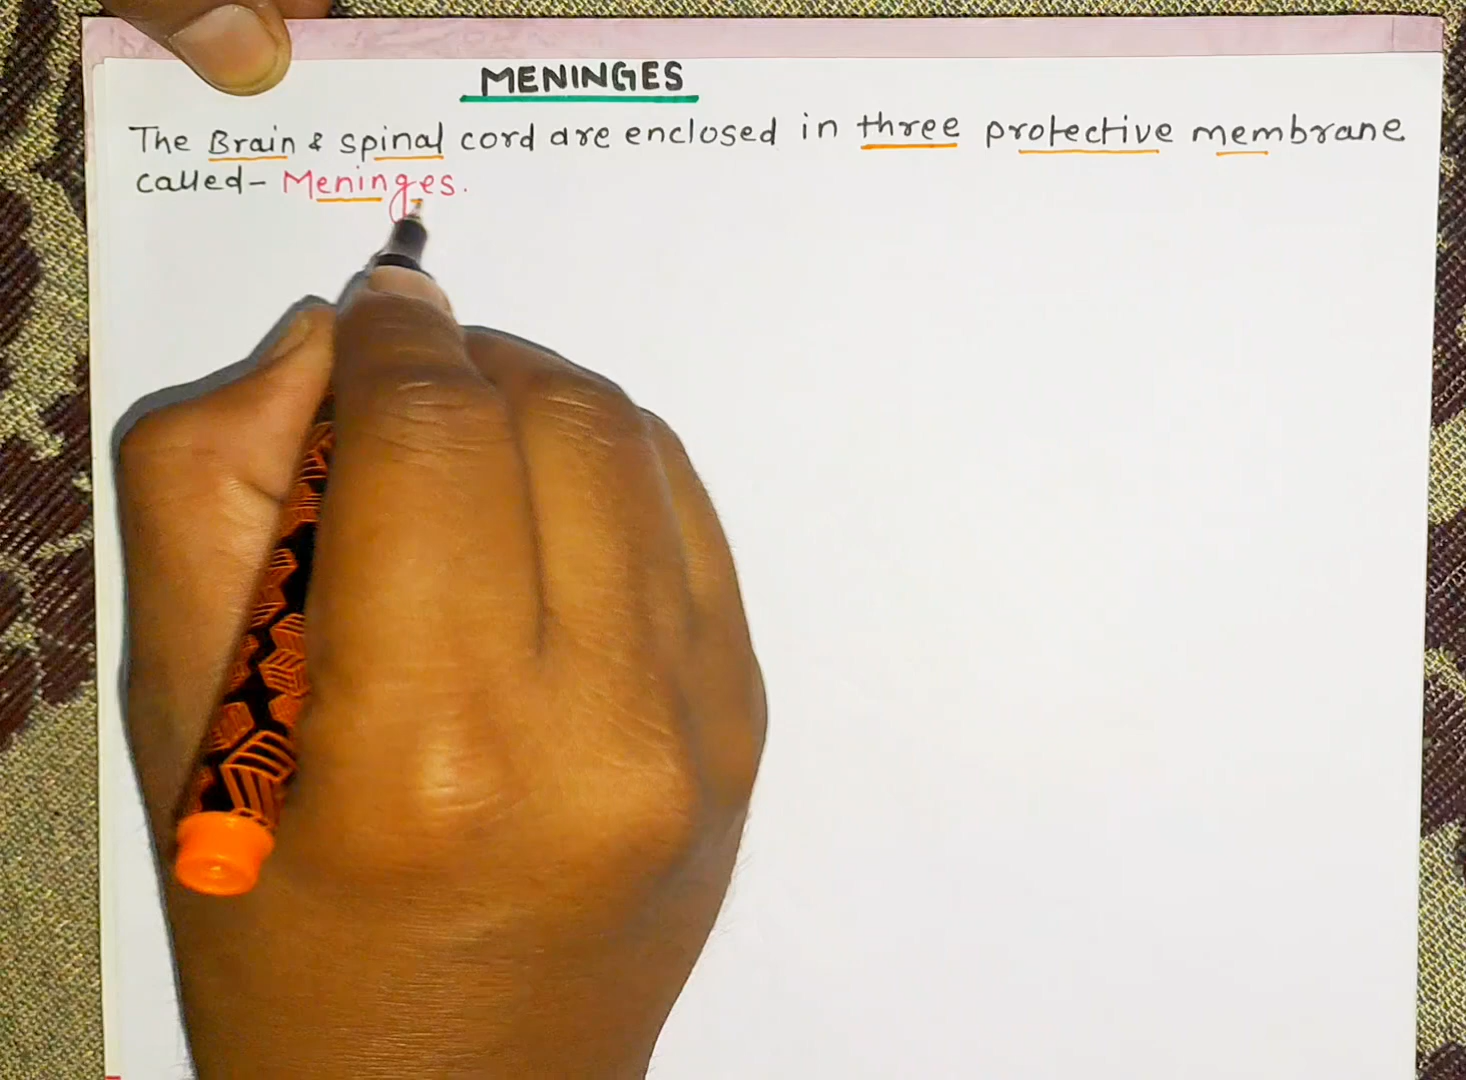 MENINGES
The Brain & spinal cord are enclosed in three protective membrane
called- Meninges.